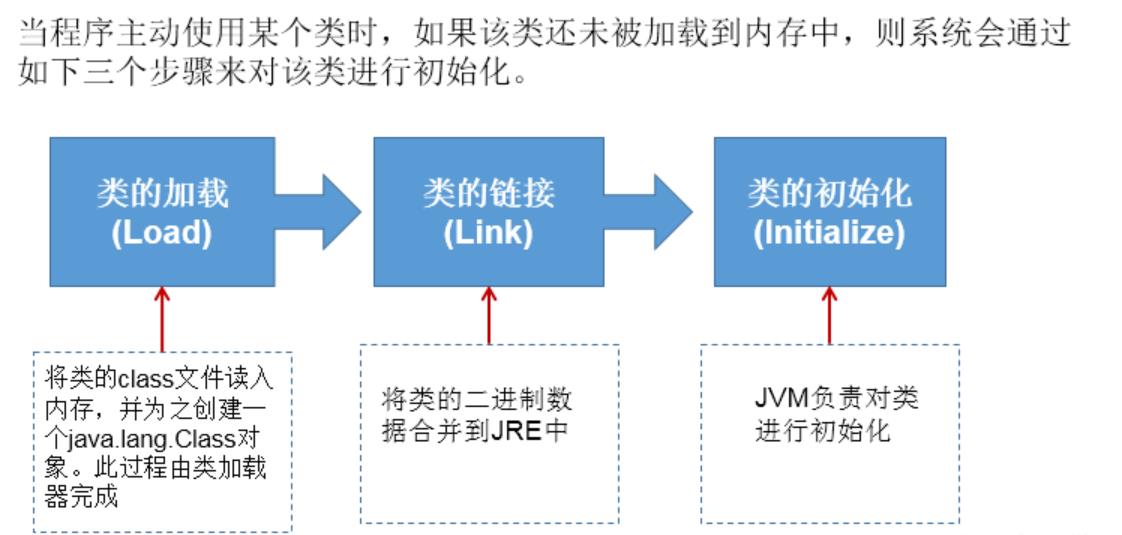 当程序主动使用某个类时，如果该类还未被加载到内存中，则系统会通过
如下三个步骤来对该类进行初始化。
类的加载
(Load)
类的链接
(Link)
类的初始化
(Initialize)
将类的class文件读入
内存，并为之创建一
个java.lang.Class对
象。此过程由类加载
器完成
将类的二进制数
据合并到JRE中
JVM负责对类
进行初始化